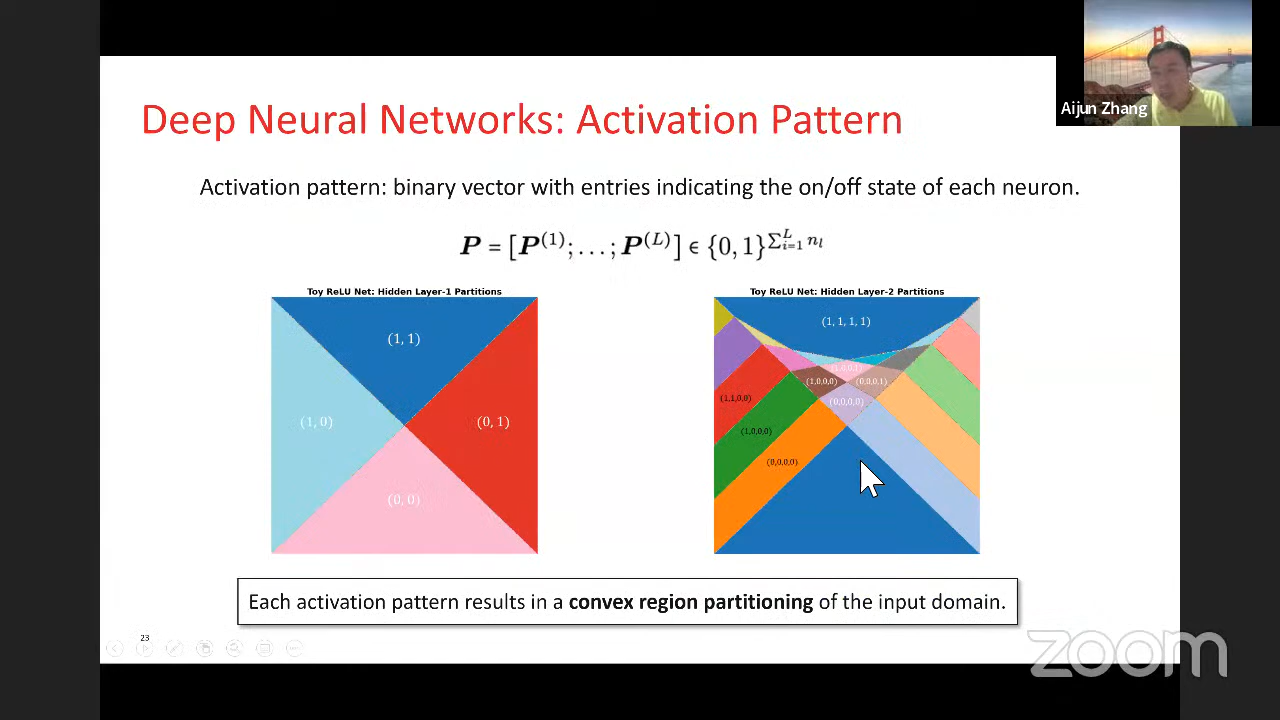 Aijun Zhang
Deep Neural Networks: Activation Pattern
Activation pattern: binary vector with entries indicating the on/off state of each neuron.
P = [P^(1); . . . ; P^(L)] ∈ {0, 1}^{∑_{i=1}^{L} n_l}
Toy ReLU Net: Hidden Layer-1 Partitions
(1, 1)
(1, 0)
(0, 1)
(0, 0)
Toy ReLU Net: Hidden Layer-2 Partitions
(1, 1, 1, 1)
(1,0,0,0)
(0,0,0,1)
(1,1,0,0)
(0,0,0,0)
(1,0,0,0)
(0,0,0,0)
Each activation pattern results in a convex region partitioning of the input domain.
23
zoom